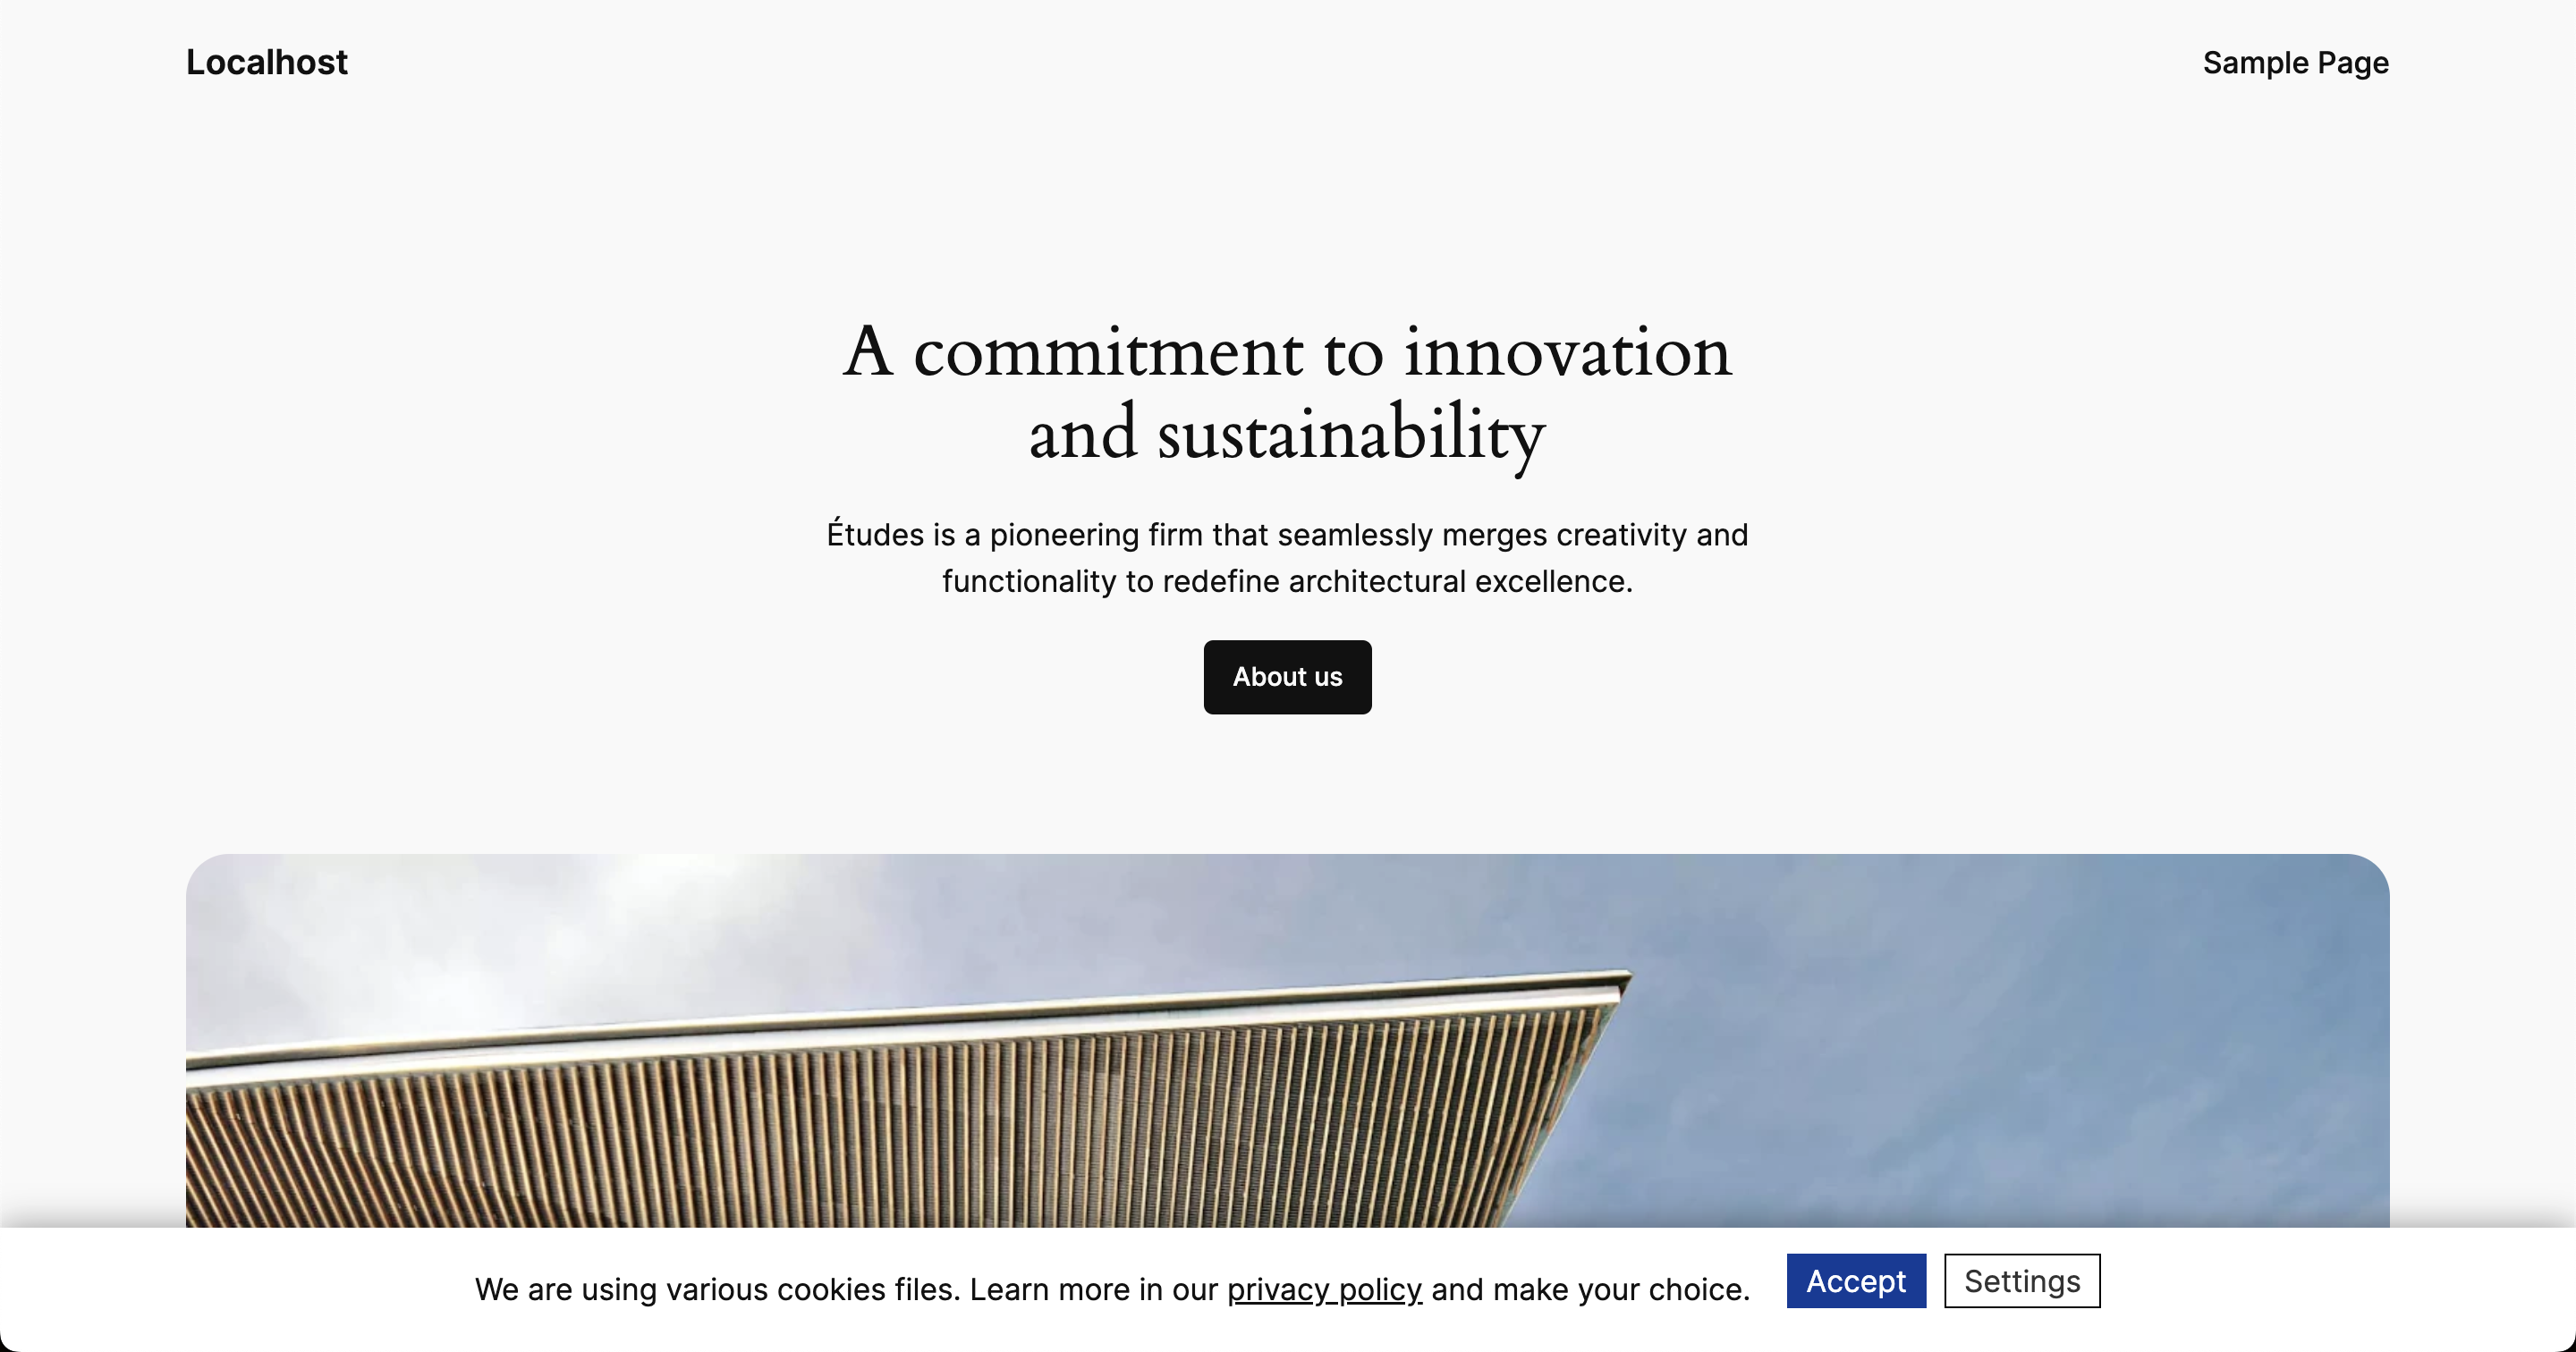 Localhost
Sample Page
A commitment to innovation
and sustainability
Études is a pioneering firm that seamlessly merges creativity and
functionality to redefine architectural excellence.
About us
We are using various cookies files. Learn more in our privacy policy and make your choice.
Accept
Settings